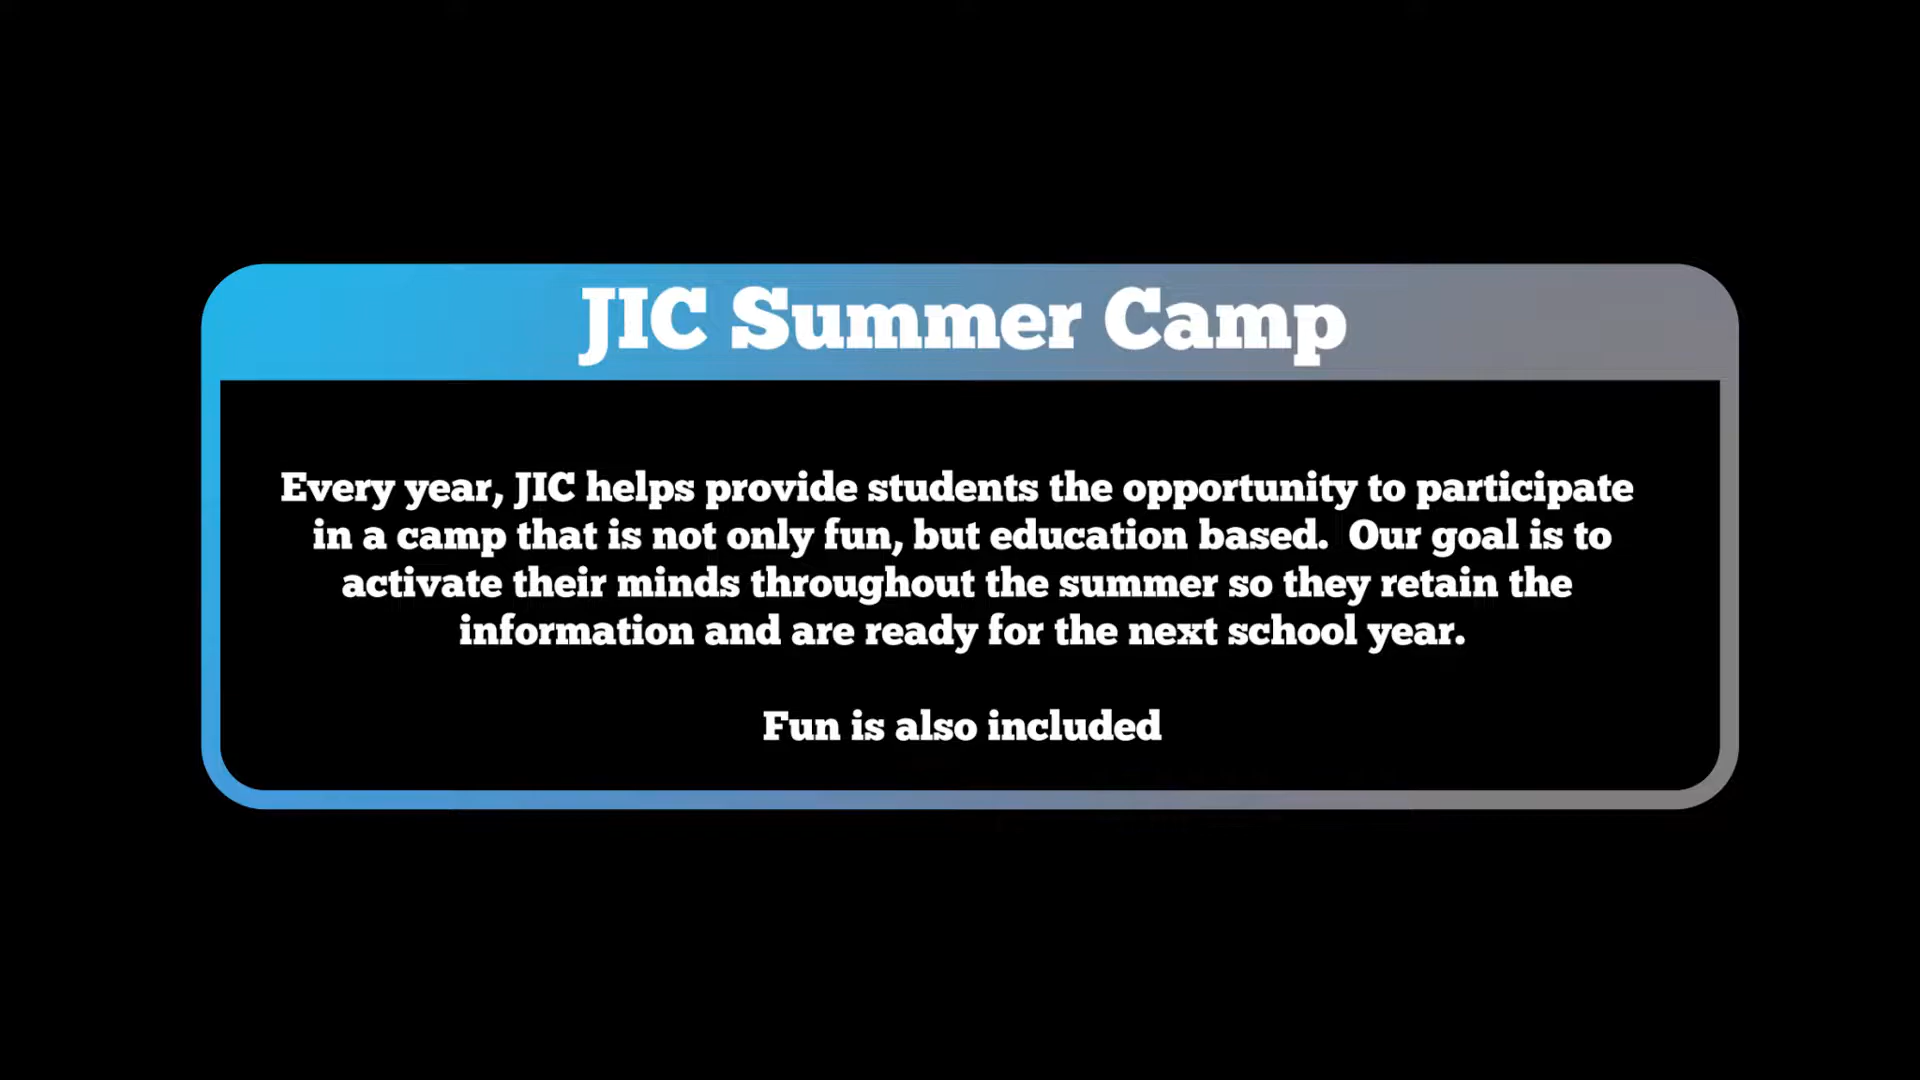 JIC Summer Camp
Every year, JIC helps provide students the opportunity to participate
in a camp that is not only fun, but education based.  Our goal is to
activate their minds throughout the summer so they retain the
information and are ready for the next school year.
Fun is also included